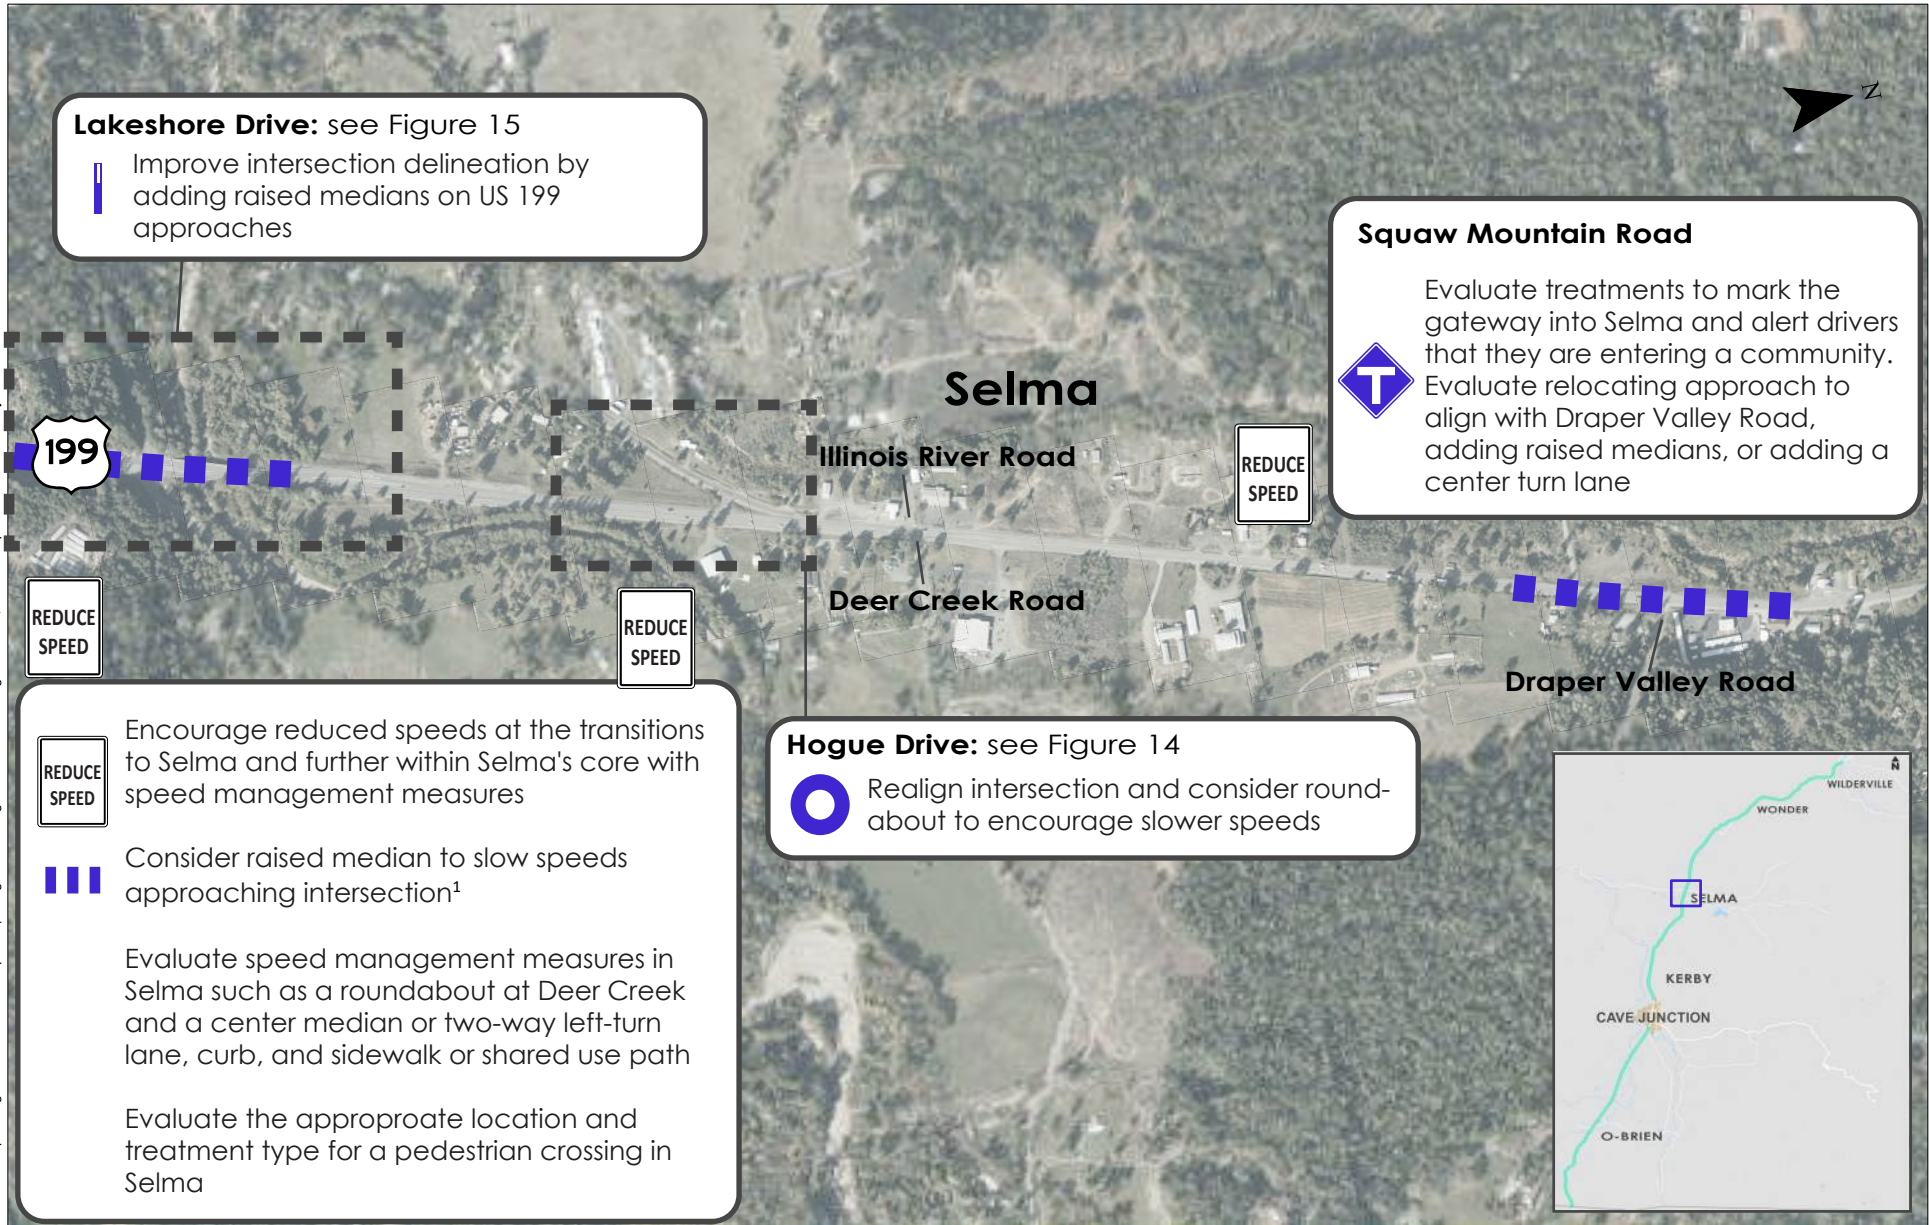 Lakeshore Drive: see Figure 15
Improve intersection delineation by
adding raised medians on US 199
approaches
N
Squaw Mountain Road
Evaluate treatments to mark the
gateway into Selma and alert drivers
that they are entering a community.
Evaluate relocating approach to
align with Draper Valley Road,
adding raised medians, or adding a
center turn lane
T
Selma
199
Illinois River Road
REDUCE
SPEED
Deer Creek Road
REDUCE
SPEED
REDUCE
SPEED
Draper Valley Road
REDUCE
SPEED
Encourage reduced speeds at the transitions
to Selma and further within Selma's core with
speed management measures
Consider raised median to slow speeds
approaching intersection¹
Evaluate speed management measures in
Selma such as a roundabout at Deer Creek
and a center median or two-way left-turn
lane, curb, and sidewalk or shared use path
Evaluate the approproate location and
treatment type for a pedestrian crossing in
Selma
Hogue Drive: see Figure 14
Realign intersection and consider round-
about to encourage slower speeds
N
WILDERVILLE
WONDER
SELMA
KERBY
CAVE JUNCTION
O-BRIEN